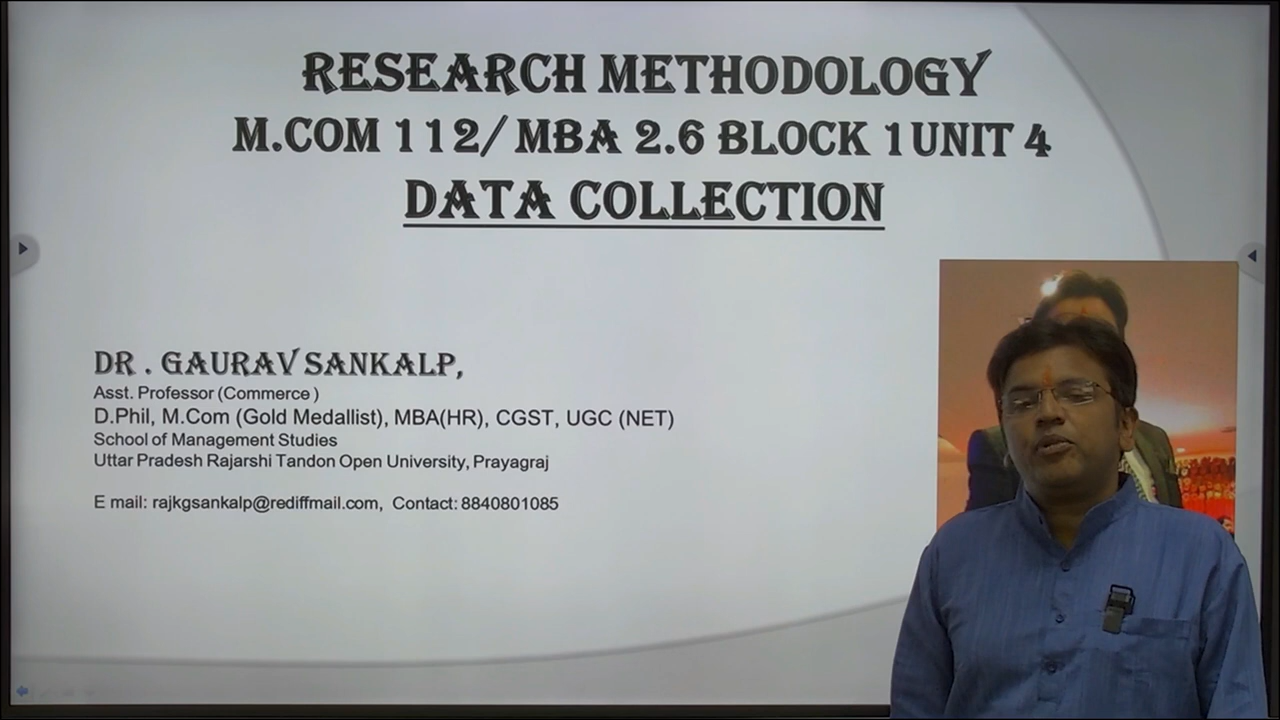 RESEARCH METHODOLOGY
M.COM 112/ MBA 2.6 BLOCK 1UNIT 4
DATA COLLECTION
DR . GAURAV SANKALP,
Asst. Professor (Commerce )
D.Phil, M.Com (Gold Medallist), MBA(HR), CGST, UGC (NET)
School of Management Studies
Uttar Pradesh Rajarshi Tandon Open University, Prayagraj
E mail: rajkgsankalp@rediffmail.com, Contact: 8840801085